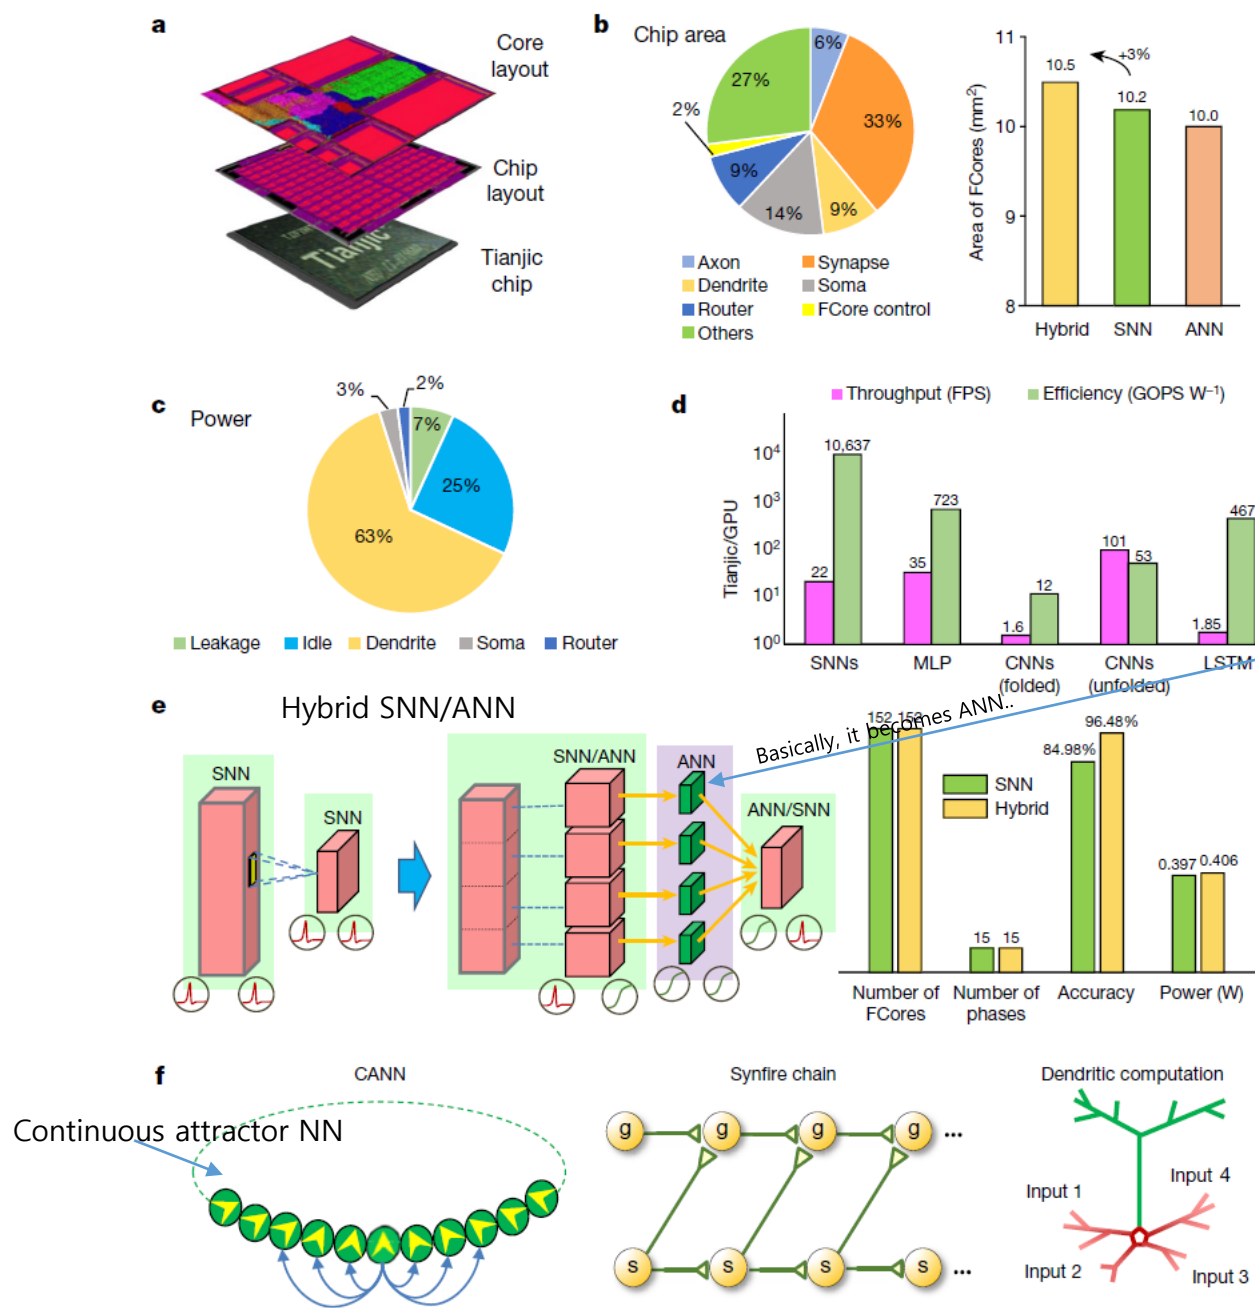 a
Core
layout
Chip
layout
Tianjic
Tianjic
chip
b
Chip area
6%
33%
9%
14%
9%
2%
27%
Axon
Synapse
Dendrite
Soma
Router
FCore control
Others
Area of FCores (mm²)
11
10
9
8
10.5
+3%
10.2
10.0
Hybrid
SNN
ANN
c
Power
3%
2%
7%
25%
63%
Leakage
Idle
Dendrite
Soma
Router
d
Throughput (FPS)
Efficiency (GOPS W⁻¹)
Tianjic/GPU
10⁴
10³
10²
10¹
10⁰
22
10,637
35
723
1.6
12
101
53
1.85
467
SNNs
MLP
CNNs
(folded)
CNNs
(unfolded)
LSTM
e
Hybrid SNN/ANN
Basically, it becomes ANN..
SNN
SNN
SNN/ANN
ANN
ANN/SNN
152
152
84.98%
96.48%
SNN
Hybrid
0.397
0.406
15
15
Number of
FCores
Number of
phases
Accuracy
Power (W)
f
CANN
Continuous attractor NN
Synfire chain
g
g
g
g
...
s
s
s
s
...
Dendritic computation
Input 1
Input 4
Input 2
Input 3